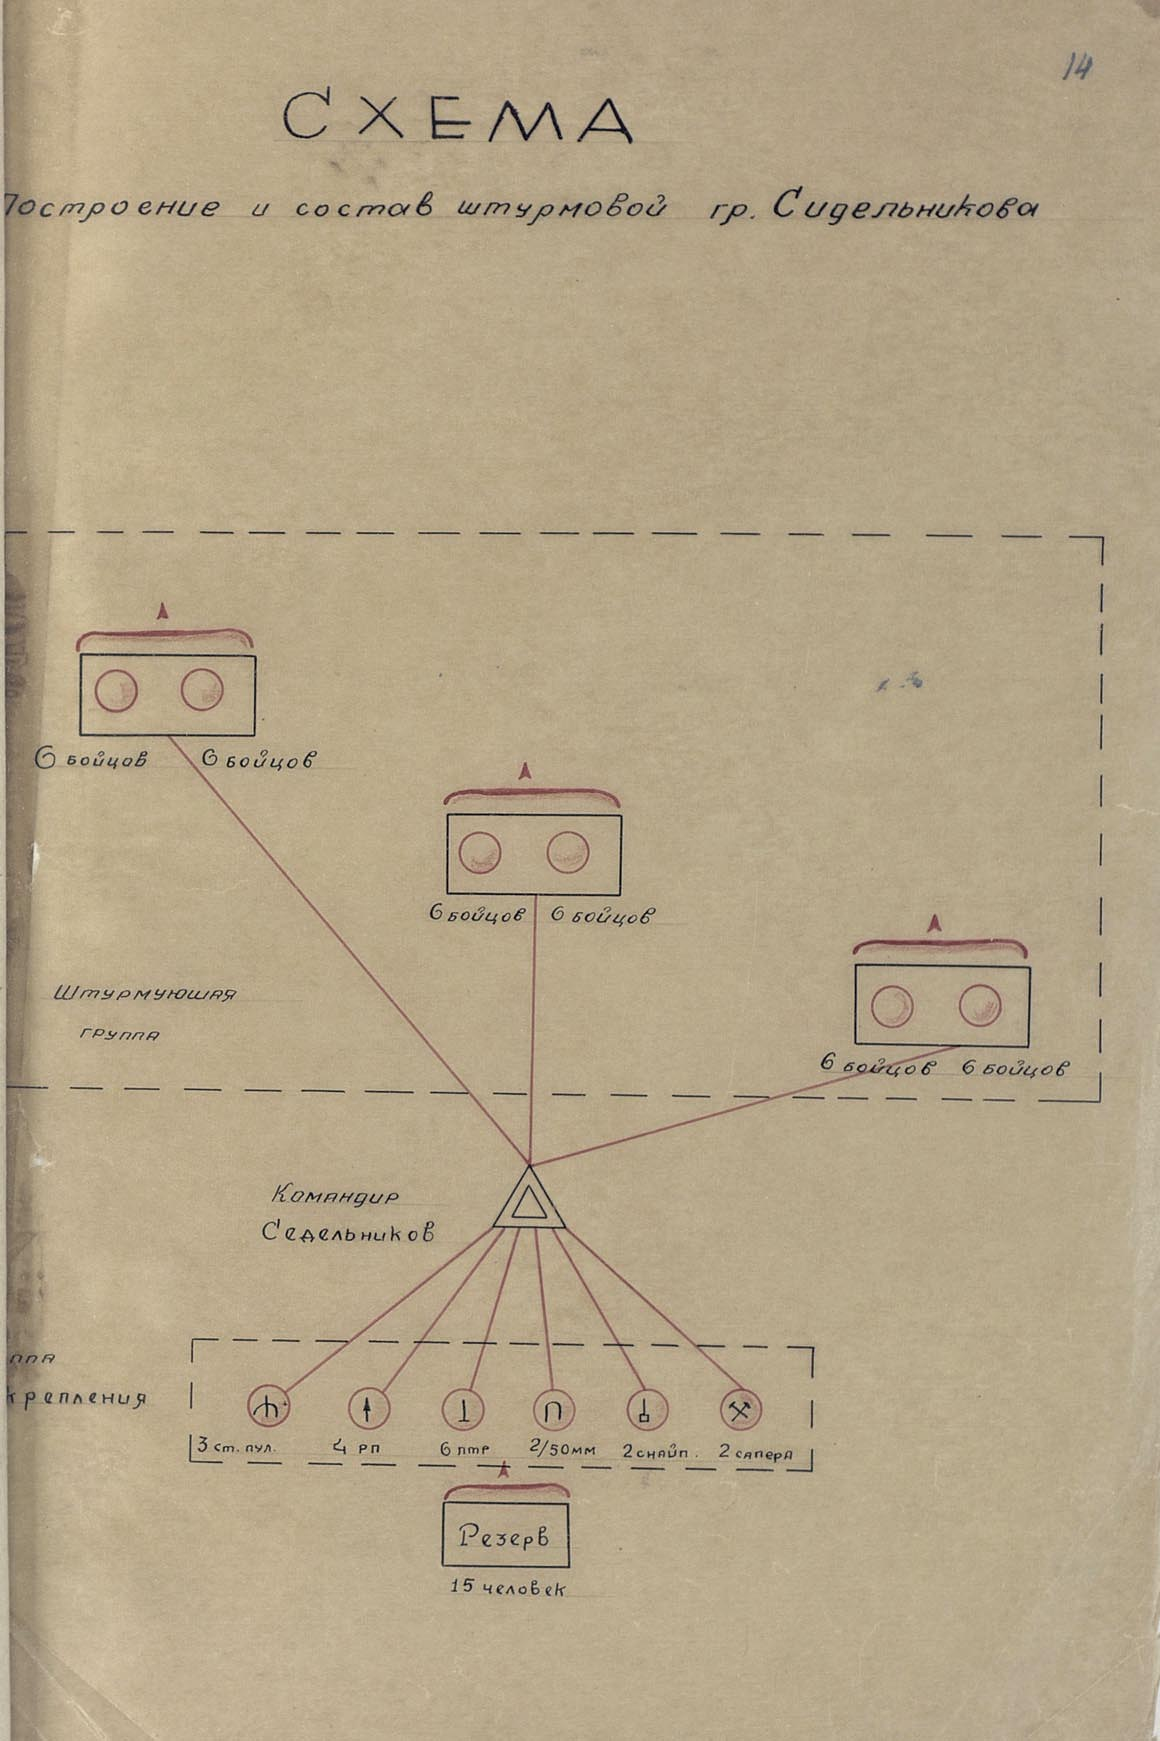 14
СХЕМА
Построение и состав штурмовой гр. Сидельникова
6 бойцов 6 бойцов
6 бойцов 6 бойцов
6 бойцов 6 бойцов
Штурмующая
группа
Командир
Седельников
ппа
крепления
3 ст. пул. 4 РП 6 птр 2/50мм 2 снайп. 2 сапера
Резерв
15 человек